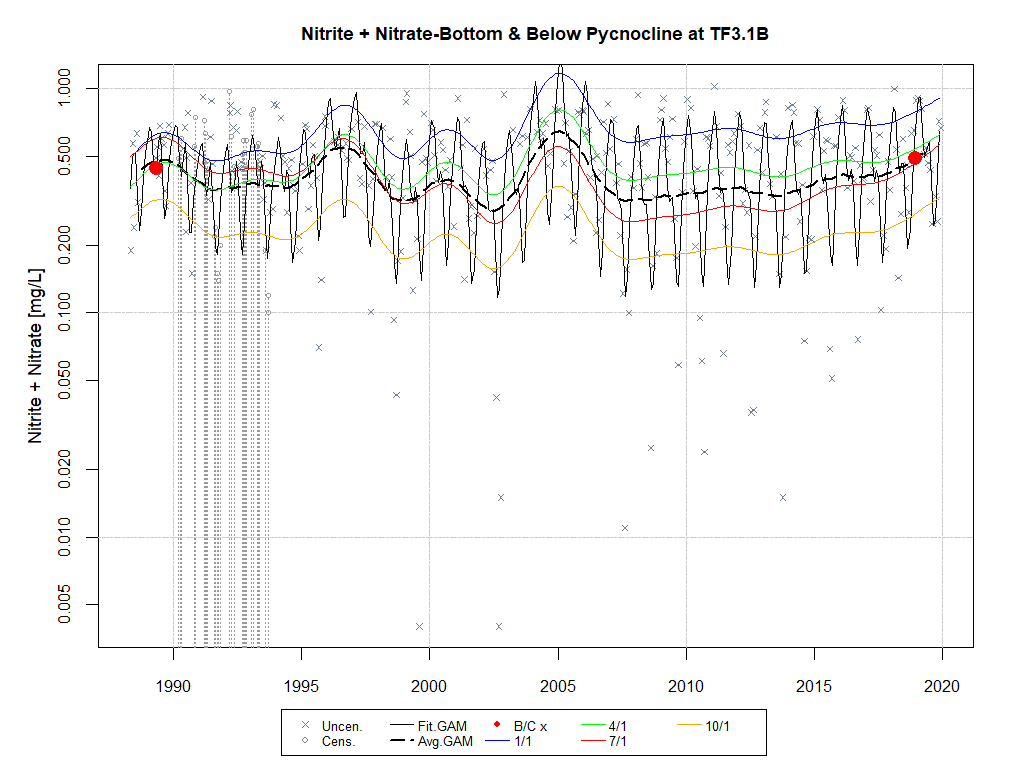 Nitrite + Nitrate-Bottom & Below Pycnocline at TF3.1B
Nitrite + Nitrate [mg/L]
1.000
0.500
0.200
0.100
0.050
0.020
0.010
0.005
1990 1995 2000 2005 2010 2015 2020
Uncen. Fit.GAM B/C x 4/1 10/1
Cens. Avg.GAM 1/1 7/1